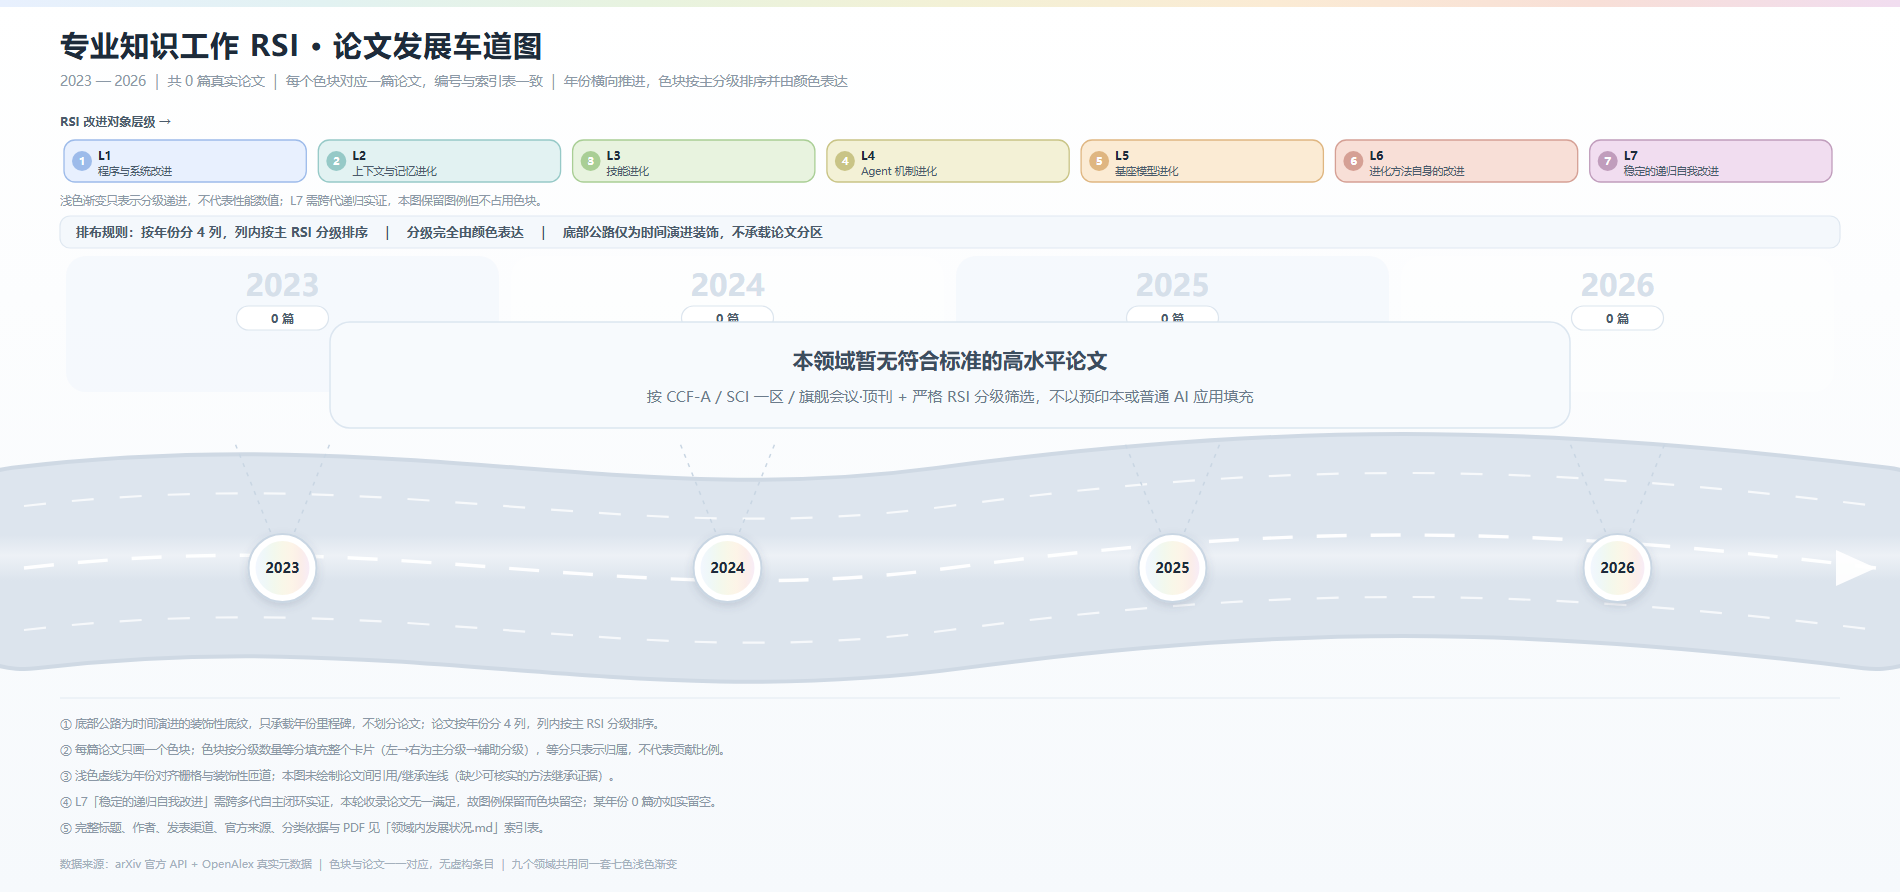 专业知识工作 RSI · 论文发展车道图
2023 — 2026 | 共 0 篇真实论文 | 每个色块对应一篇论文，编号与索引表一致 | 年份横向推进，色块按主分级排序并由颜色表达
RSI 改进对象层级 →
1 L1
程序与系统改进
2 L2
上下文与记忆进化
3 L3
技能进化
4 L4
Agent 机制进化
5 L5
基座模型进化
6 L6
进化方法自身的改进
7 L7
稳定的递归自我改进
浅色渐变只表示分级递进，不代表性能数值；L7 需跨代递归实证，本图保留图例但不占用色块。
排布规则：按年份分 4 列，列内按主 RSI 分级排序 | 分级完全由颜色表达 | 底部公路仅为时间演进装饰，不承载论文分区
2023 2024 2025 2026
0 篇 0 篇 0 篇 0 篇
本领域暂无符合标准的高水平论文
按 CCF-A / SCI 一区 / 旗舰会议·顶刊 + 严格 RSI 分级筛选，不以预印本或普通 AI 应用填充
2023 2024 2025 2026
① 底部公路为时间演进的装饰性底纹，只承载年份里程碑，不划分论文；论文按年份分 4 列，列内按主 RSI 分级排序。
② 每篇论文只画一个色块；色块按分级数量等分填充整个卡片（左→右为主分级→辅助分级），等分只表示归属，不代表贡献比例。
③ 浅色虚线为年份对齐栅格与装饰性匝道；本图未绘制论文间引用/继承连线（缺少可核实的方法继承证据）。
④ L7「稳定的递归自我改进」需跨多代自主闭环实证，本轮收录论文无一满足，故图例保留而色块留空；某年份 0 篇亦如实留空。
⑤ 完整标题、作者、发表渠道、官方来源、分类依据与 PDF 见「领域内发展状况.md」索引表。
数据来源：arXiv 官方 API + OpenAlex 真实元数据 | 色块与论文一一对应，无虚构条目 | 九个领域共用同一套七色浅色渐变